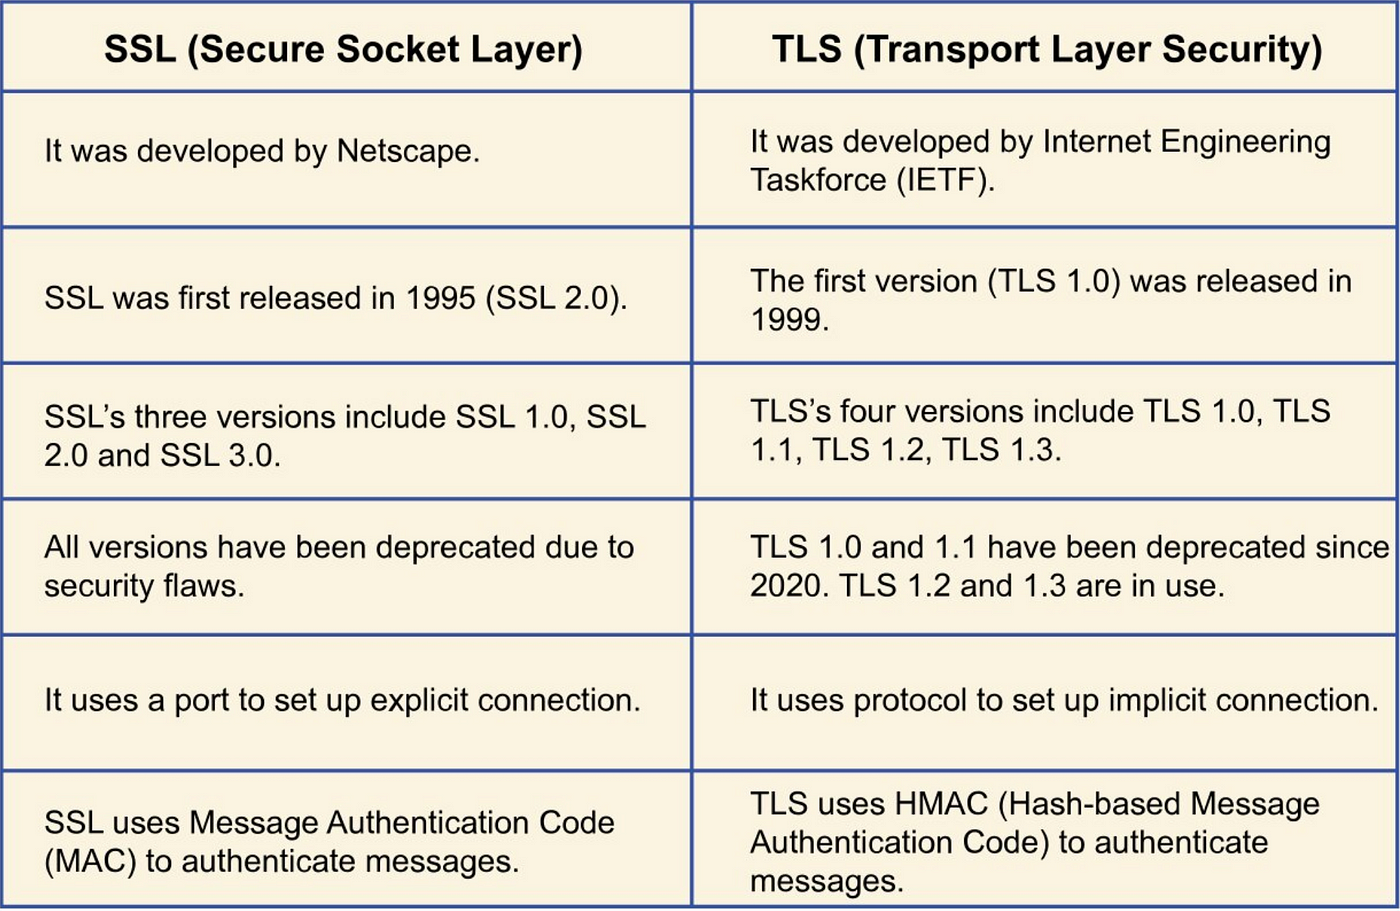 SSL (Secure Socket Layer)
TLS (Transport Layer Security)
It was developed by Netscape.
It was developed by Internet Engineering
Taskforce (IETF).
SSL was first released in 1995 (SSL 2.0).
The first version (TLS 1.0) was released in
1999.
SSL’s three versions include SSL 1.0, SSL
2.0 and SSL 3.0.
TLS’s four versions include TLS 1.0, TLS
1.1, TLS 1.2, TLS 1.3.
All versions have been deprecated due to
security flaws.
TLS 1.0 and 1.1 have been deprecated since
2020. TLS 1.2 and 1.3 are in use.
It uses a port to set up explicit connection.
It uses protocol to set up implicit connection.
SSL uses Message Authentication Code
(MAC) to authenticate messages.
TLS uses HMAC (Hash-based Message
Authentication Code) to authenticate
messages.